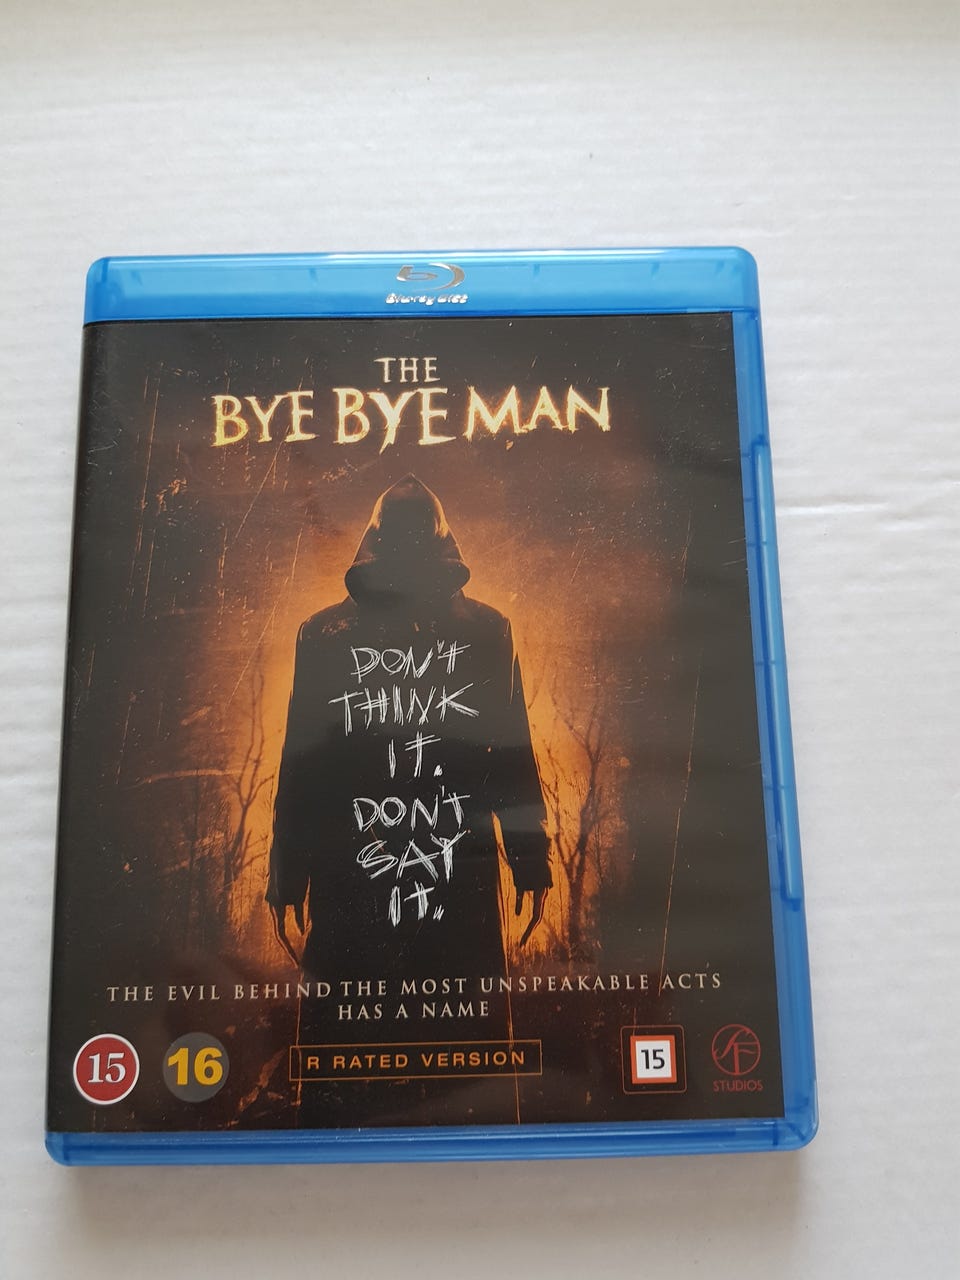 Blu-ray Disc
THE
BYE BYE MAN
DON'T
THINK
IT.
DON'T
SAY
IT.
THE EVIL BEHIND THE MOST UNSPEAKABLE ACTS
HAS A NAME
15 16 R RATED VERSION 15 SF
STUDIOS